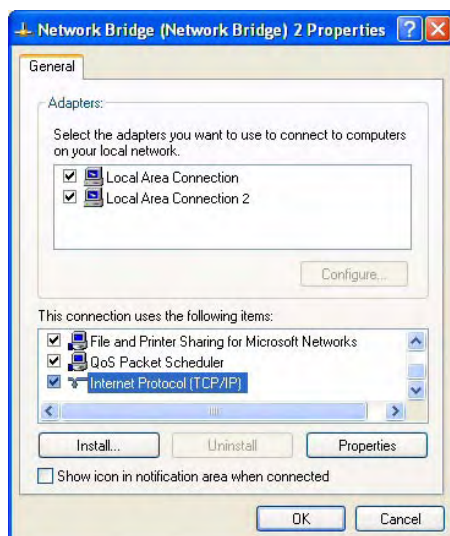 Network Bridge (Network Bridge) 2 Properties
General
Adapters:
Select the adapters you want to use to connect to computers
on your local network.
Local Area Connection
Local Area Connection 2
Configure...
This connection uses the following items:
File and Printer Sharing for Microsoft Networks
QoS Packet Scheduler
Internet Protocol (TCP/IP)
Install...
Uninstall
Properties
Show icon in notification area when connected
OK
Cancel